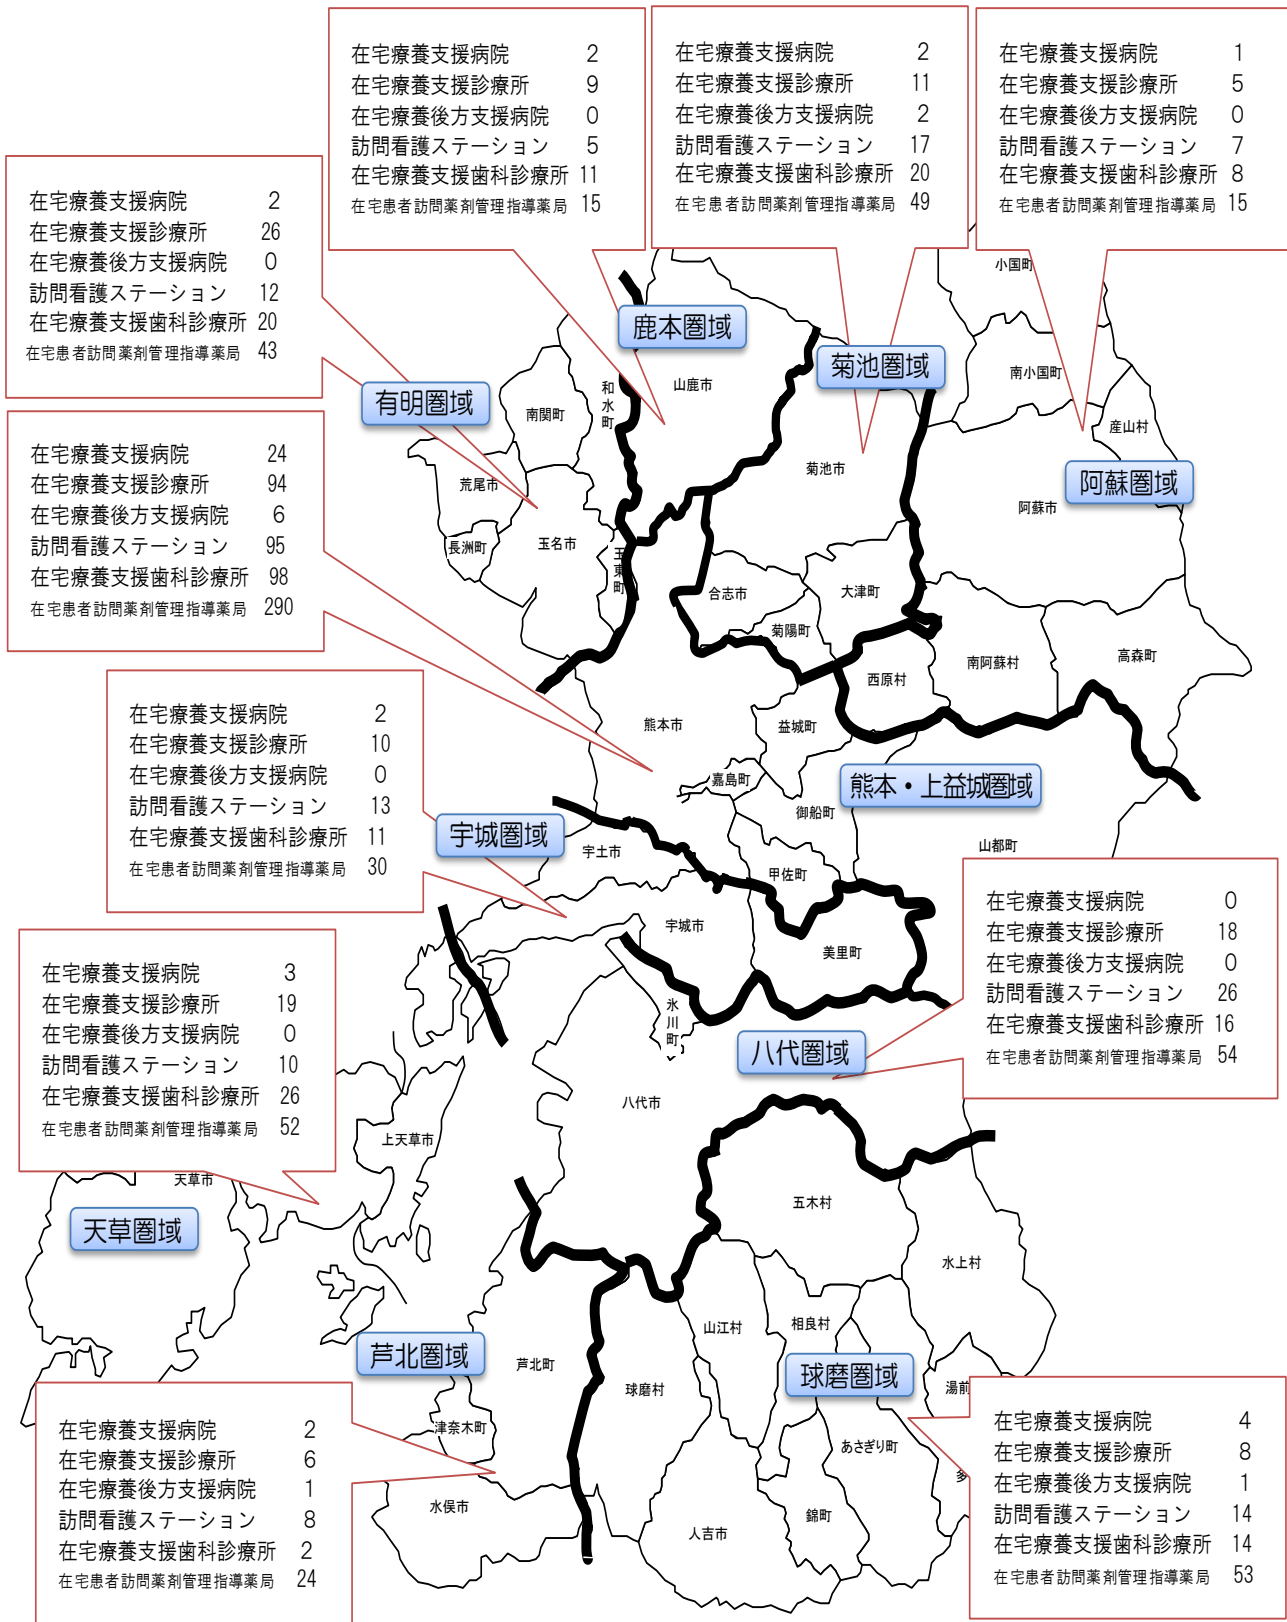 在宅療養支援病院 2
在宅療養支援診療所 9
在宅療養後方支援病院 0
訪問看護ステーション 5
在宅療養支援歯科診療所 11
在宅患者訪問薬剤管理指導薬局 15
在宅療養支援病院 2
在宅療養支援診療所 11
在宅療養後方支援病院 2
訪問看護ステーション 17
在宅療養支援歯科診療所 20
在宅患者訪問薬剤管理指導薬局 49
在宅療養支援病院 1
在宅療養支援診療所 5
在宅療養後方支援病院 0
訪問看護ステーション 7
在宅療養支援歯科診療所 8
在宅患者訪問薬剤管理指導薬局 15
在宅療養支援病院 2
在宅療養支援診療所 26
在宅療養後方支援病院 0
訪問看護ステーション 12
在宅療養支援歯科診療所 20
在宅患者訪問薬剤管理指導薬局 43
小国町
鹿本圏域
菊池圏域
南小国町
山鹿市
有明圏域
和水町
南関町
産山村
在宅療養支援病院 24
在宅療養支援診療所 94
在宅療養後方支援病院 6
訪問看護ステーション 95
在宅療養支援歯科診療所 98
在宅患者訪問薬剤管理指導薬局 290
菊池市
荒尾市
阿蘇圏域
阿蘇市
長洲町
玉名市
玉東町
合志市
大津町
菊陽町
西原村
南阿蘇村
高森町
在宅療養支援病院 2
在宅療養支援診療所 10
在宅療養後方支援病院 0
訪問看護ステーション 13
在宅療養支援歯科診療所 11
在宅患者訪問薬剤管理指導薬局 30
熊本市
益城町
嘉島町
熊本・上益城圏域
御船町
宇城圏域
宇土市
山都町
甲佐町
在宅療養支援病院 0
在宅療養支援診療所 18
在宅療養後方支援病院 0
訪問看護ステーション 26
在宅療養支援歯科診療所 16
在宅患者訪問薬剤管理指導薬局 54
宇城市
美里町
在宅療養支援病院 3
在宅療養支援診療所 19
在宅療養後方支援病院 0
訪問看護ステーション 10
在宅療養支援歯科診療所 26
在宅患者訪問薬剤管理指導薬局 52
氷川町
八代圏域
八代市
上天草市
天草市
天草圏域
五木村
水上村
山江村
相良村
芦北圏域
芦北町
球磨圏域
球磨村
湯前
在宅療養支援病院 2
在宅療養支援診療所 6
在宅療養後方支援病院 1
訪問看護ステーション 8
在宅療養支援歯科診療所 2
在宅患者訪問薬剤管理指導薬局 24
津奈木町
あさぎり町
在宅療養支援病院 4
在宅療養支援診療所 8
在宅療養後方支援病院 1
訪問看護ステーション 14
在宅療養支援歯科診療所 14
在宅患者訪問薬剤管理指導薬局 53
多
水俣市
錦町
人吉市